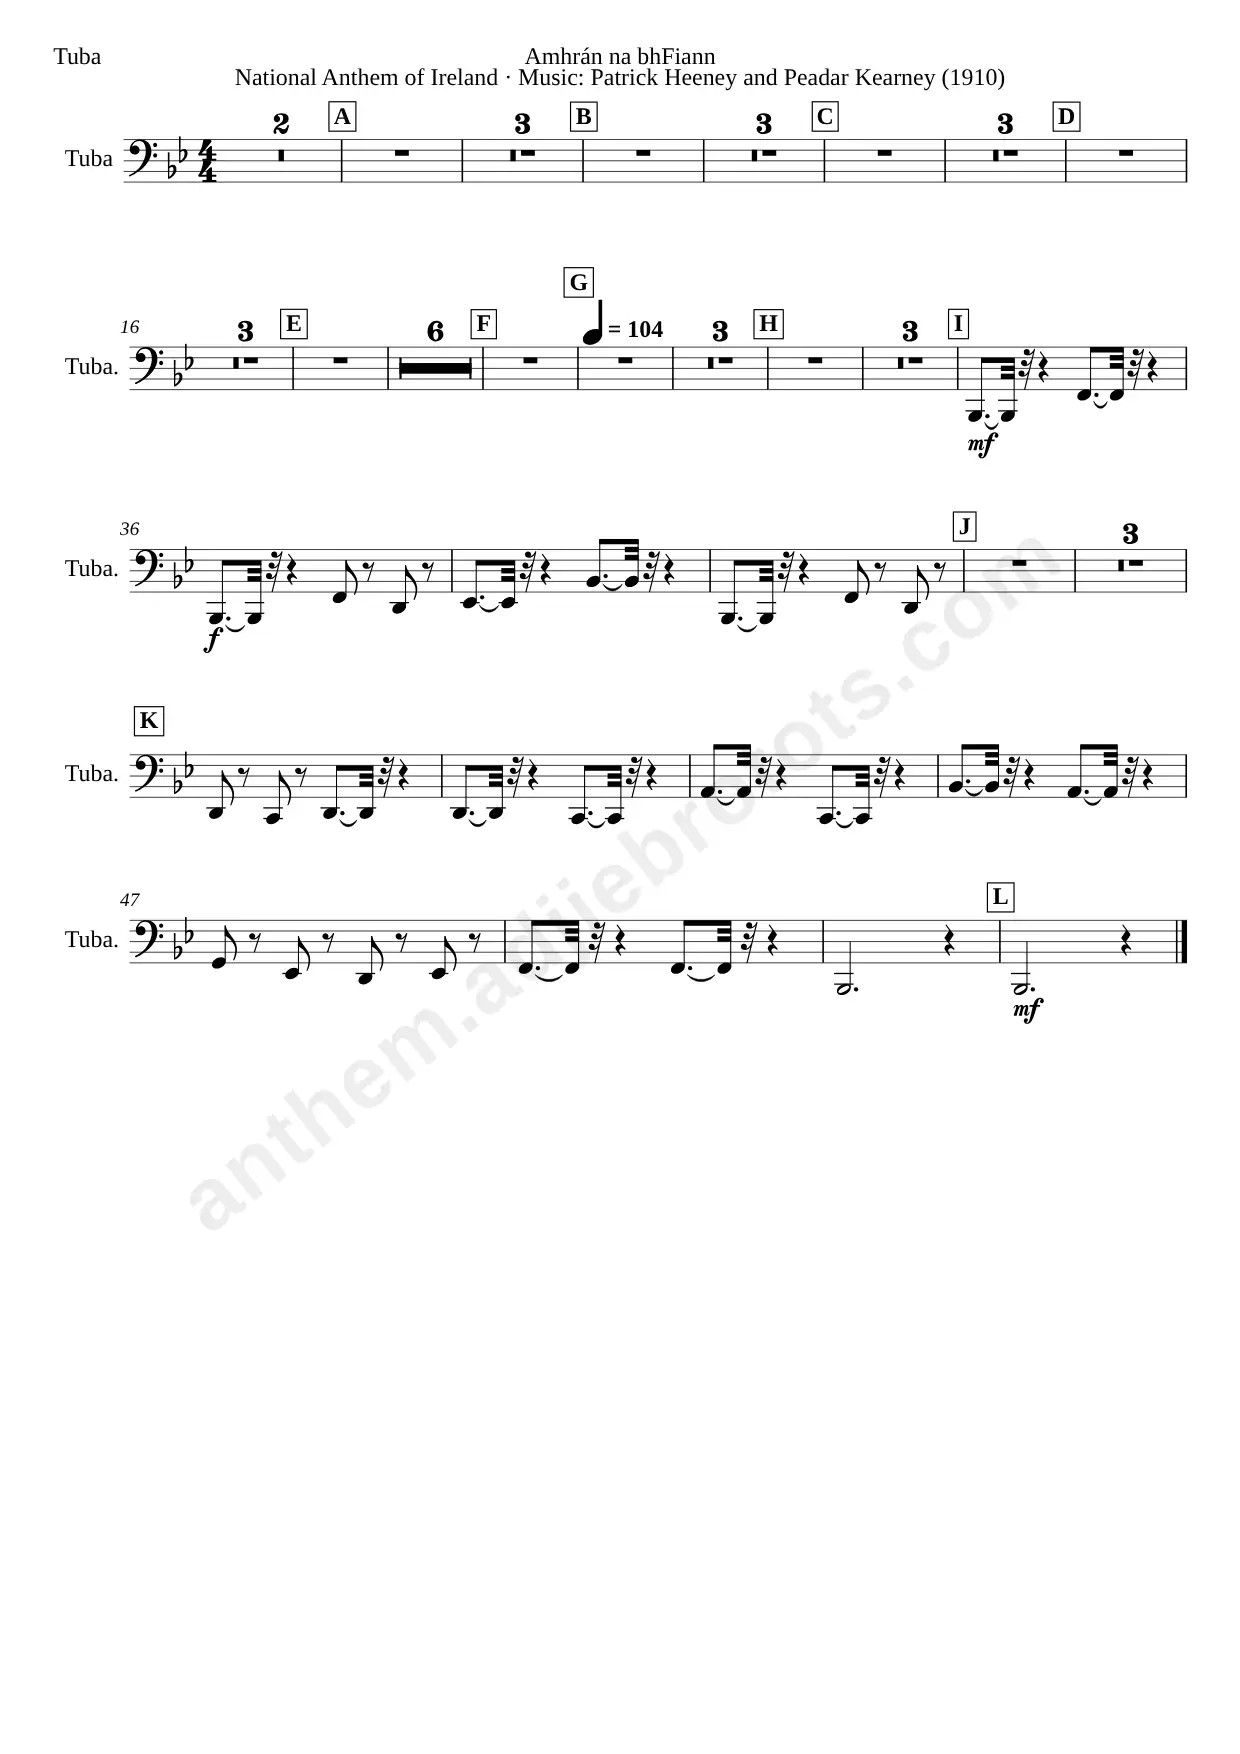 Tuba
Amhrán na bhFiann
National Anthem of Ireland · Music: Patrick Heeney and Peadar Kearney (1910)
2 A 3 B 3 C 3 D
Tuba
G
16 3 E 6 F = 104 3 H 3 I
Tuba.
mf
J
36 3
Tuba.
f
K
Tuba.
47 L
Tuba.
mf
anthem.adjiebrotots.com